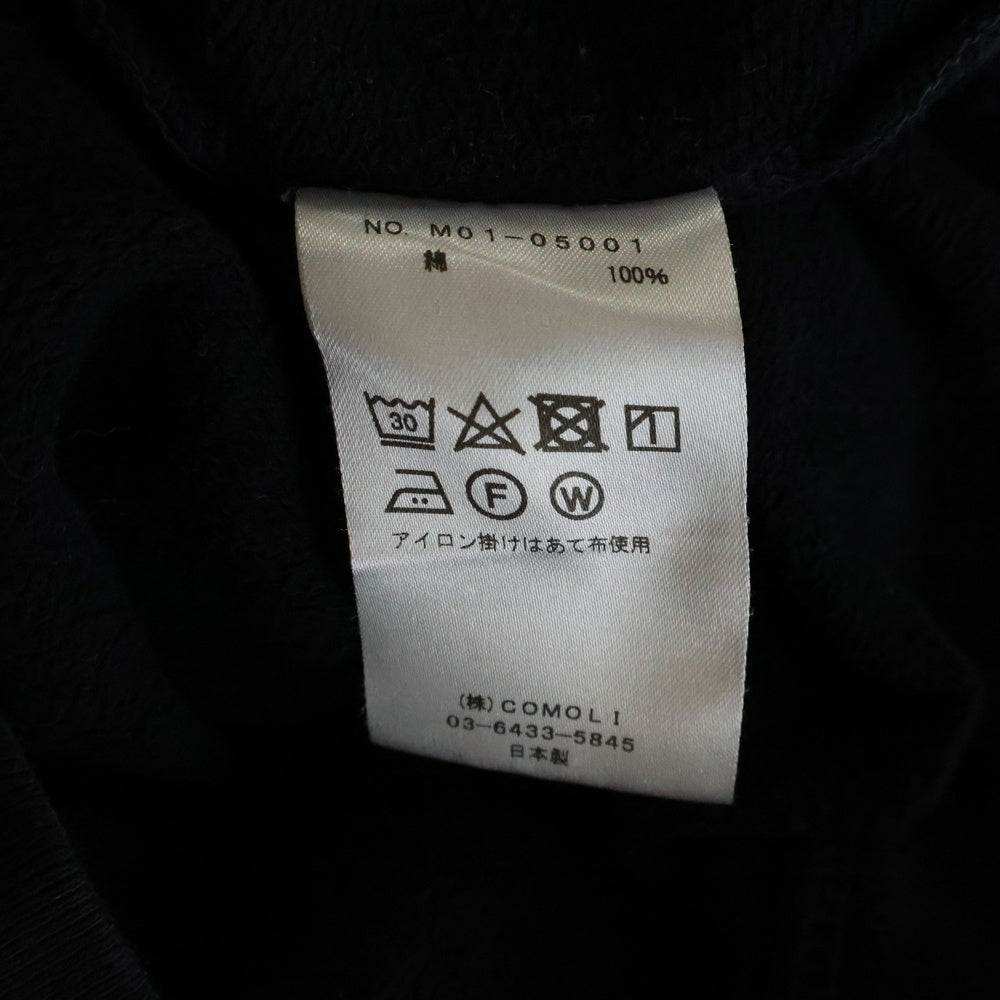 NO. M01-05001
綿 100%
30
F W
アイロン掛けはあて布使用
(株)COMOLI
03-6433-5845
日本製